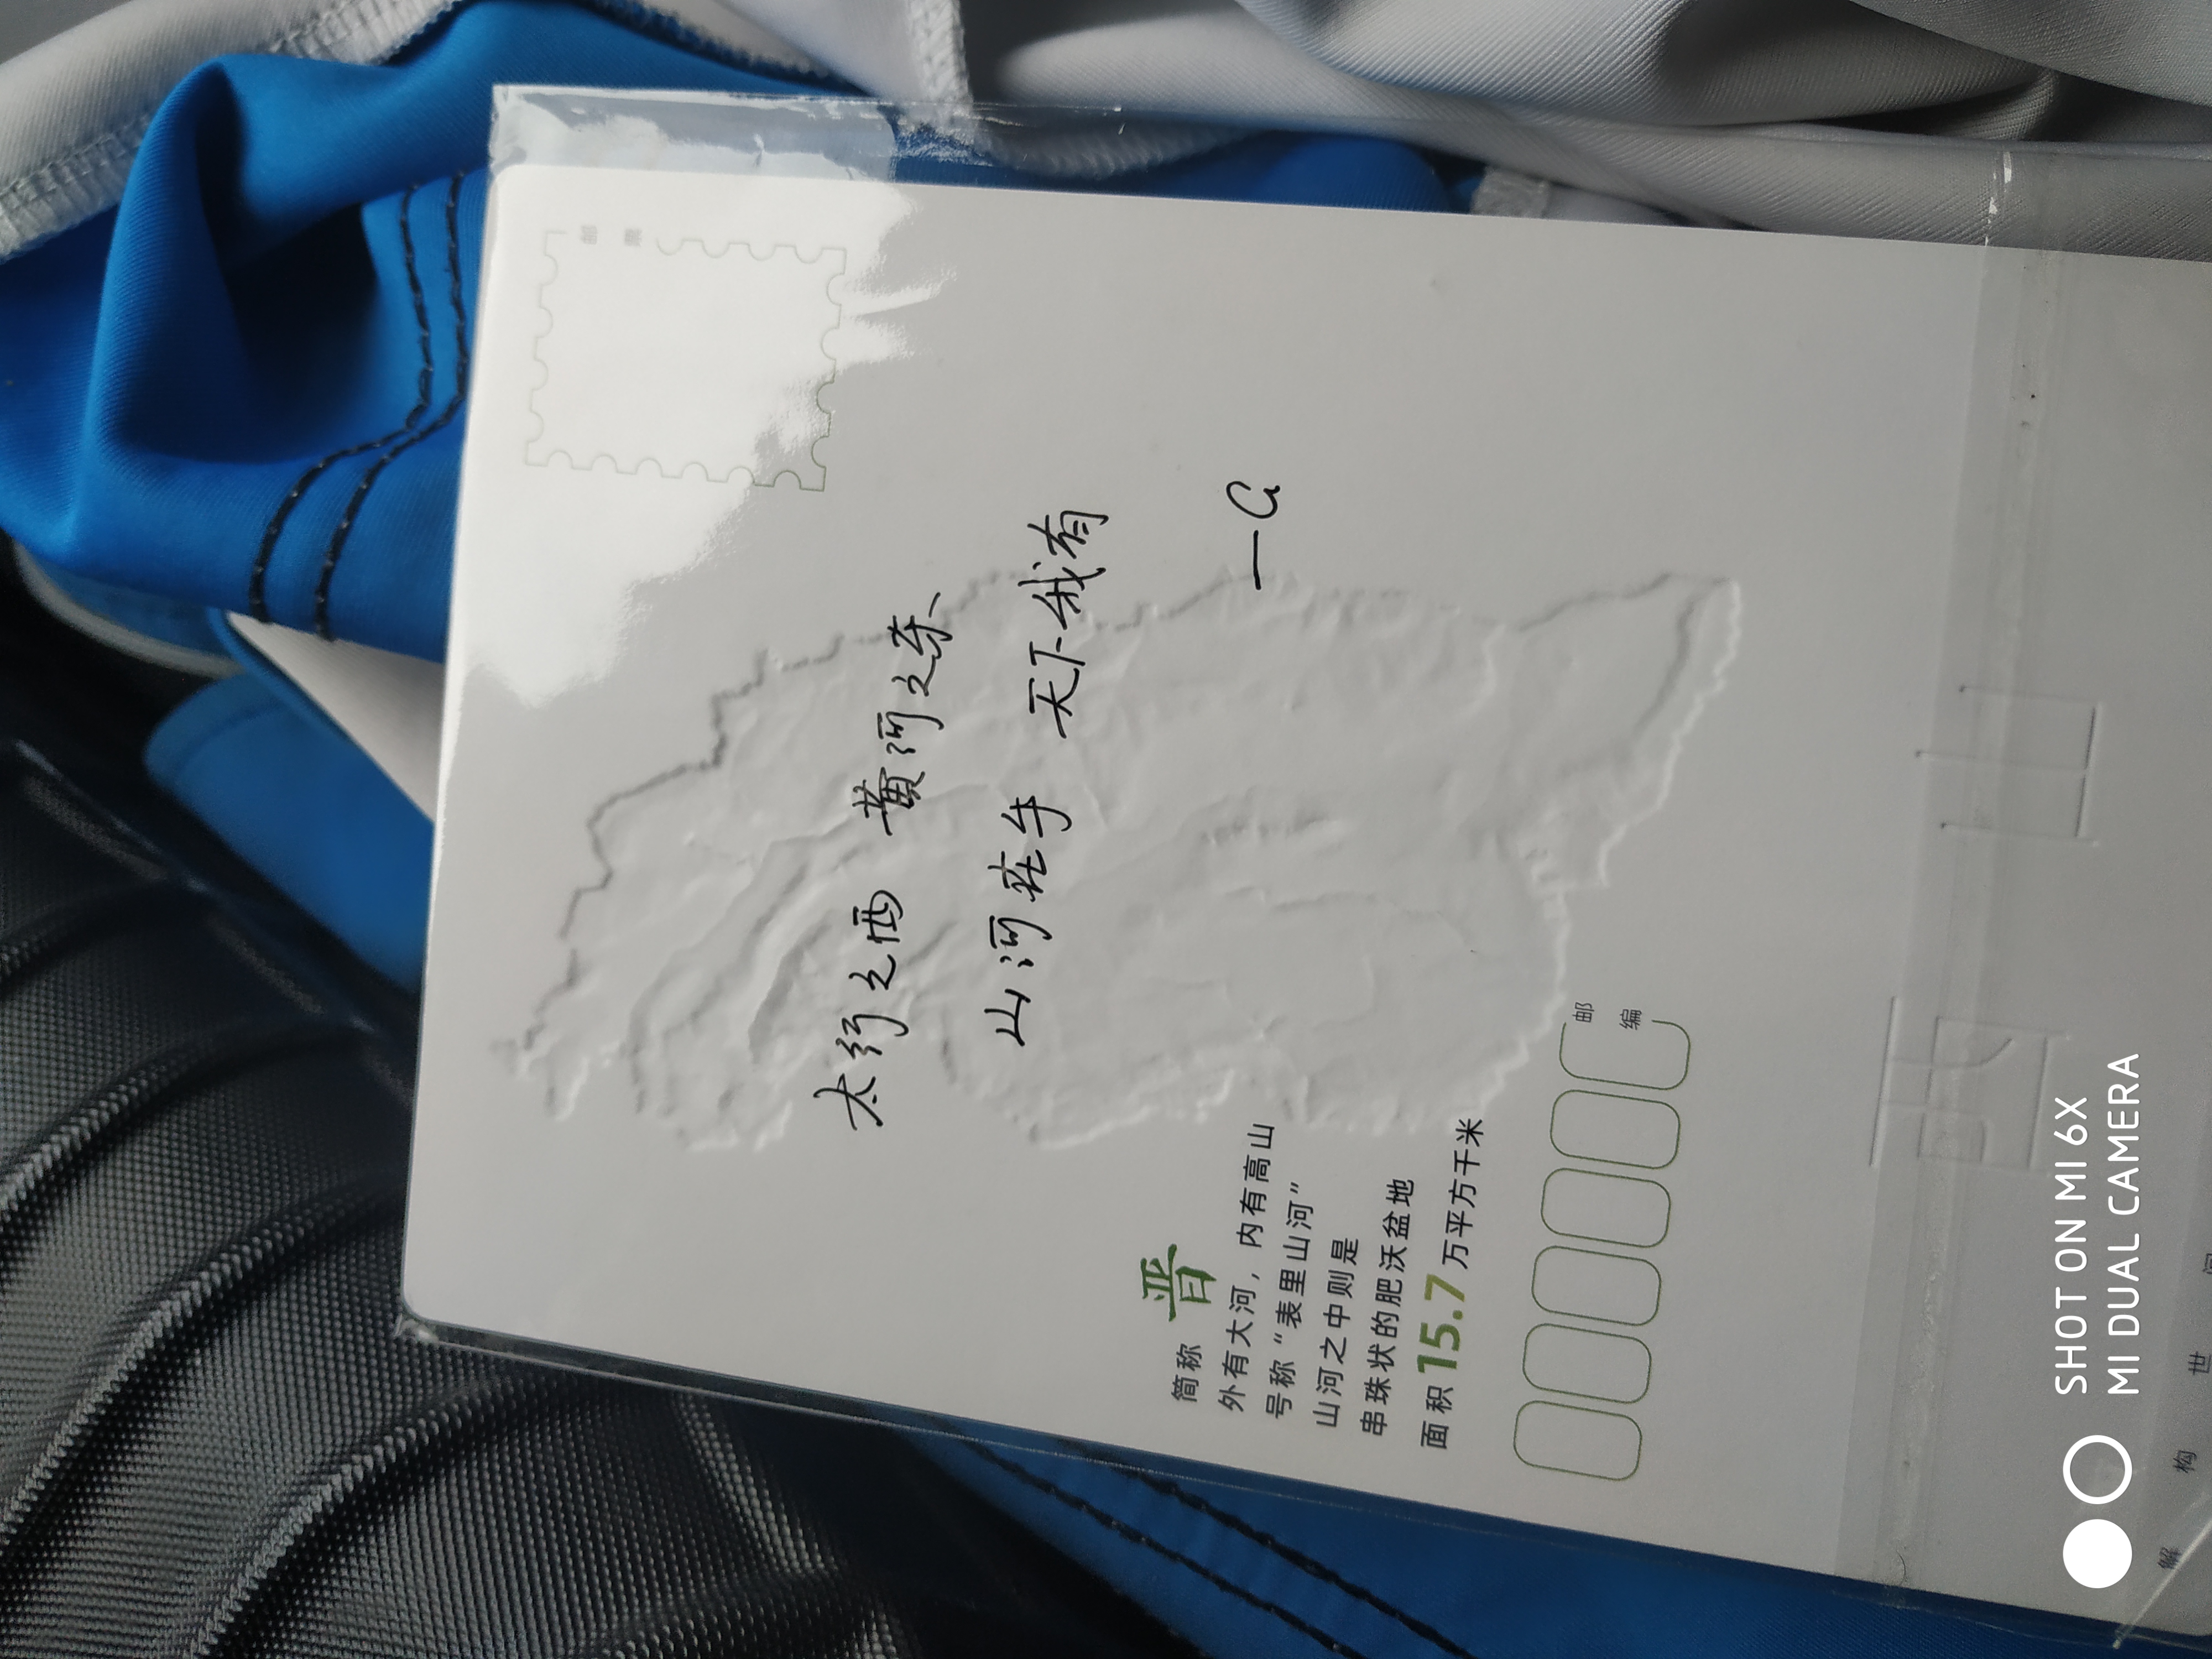 邮
票
太行之西 黄河之东
山河在手 天下我有
—G
简称 晋
外有大河，内有高山
号称“表里山河”
山河之中则是
串珠状的肥沃盆地
面积15.7万平方千米
邮
编
西 山
SHOT ON MI 6X
MI DUAL CAMERA
解构世